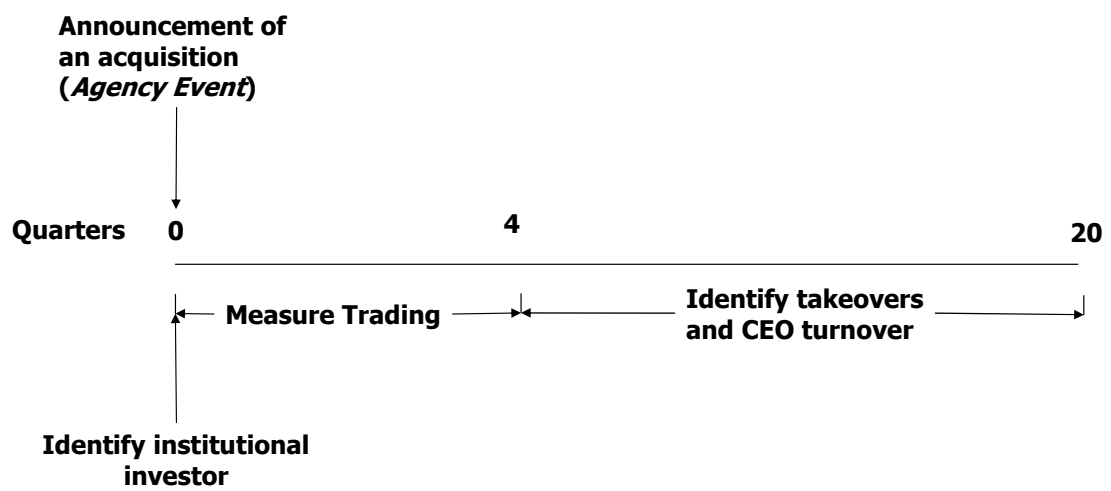 Announcement of
an acquisition
(Agency Event)
Quarters 0 4 20
Measure Trading
Identify takeovers
and CEO turnover
Identify institutional
investor